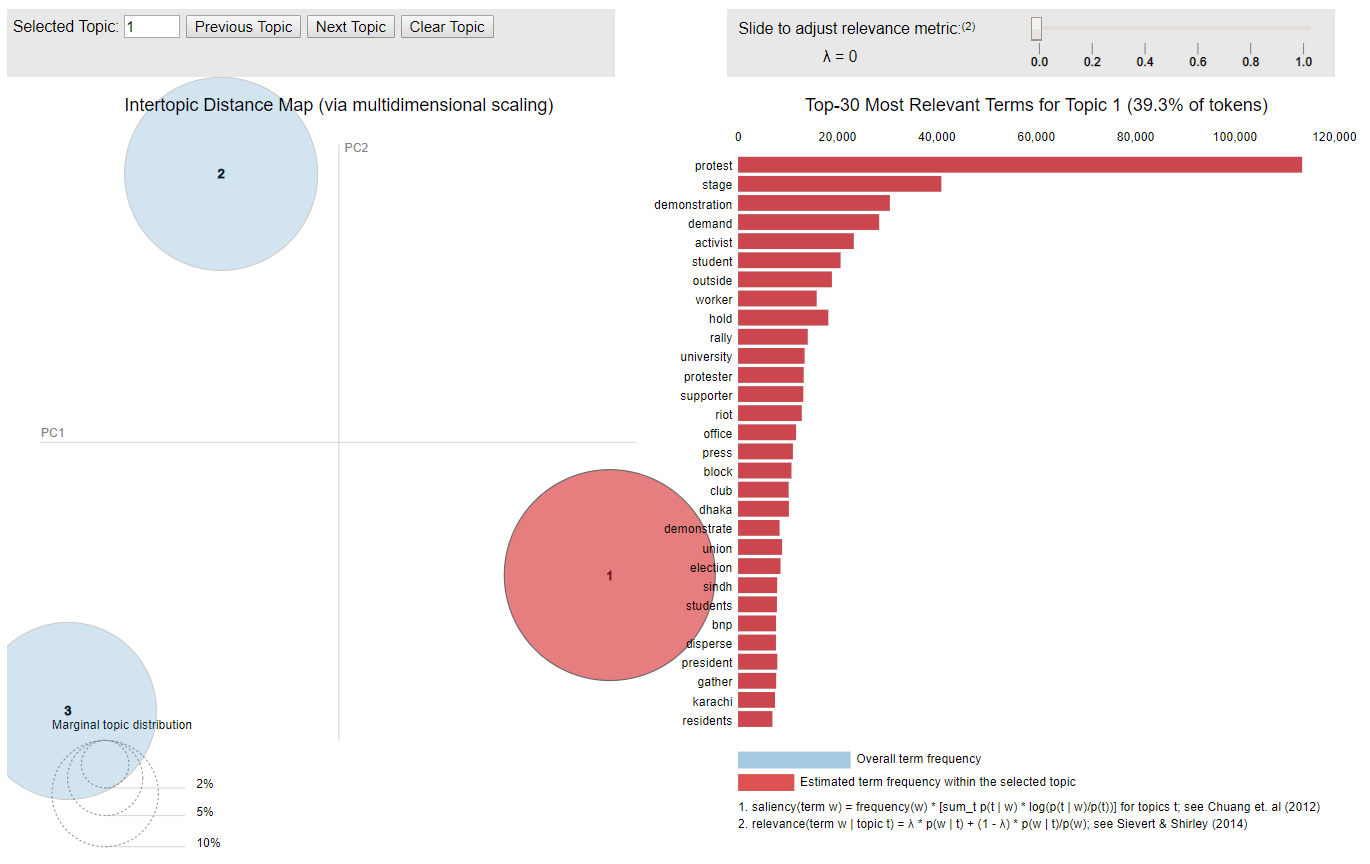 Selected Topic: 1 Previous Topic Next Topic Clear Topic
Slide to adjust relevance metric:(2)
λ = 0
0.0 0.2 0.4 0.6 0.8 1.0
Intertopic Distance Map (via multidimensional scaling)
PC2
PC1
2
1
3
Marginal topic distribution
2%
5%
10%
Top-30 Most Relevant Terms for Topic 1 (39.3% of tokens)
0 20,000 40,000 60,000 80,000 100,000 120,000
protest
stage
demonstration
demand
activist
student
outside
worker
hold
rally
university
protester
supporter
riot
office
press
block
club
dhaka
demonstrate
union
election
sindh
students
bnp
disperse
president
gather
karachi
residents
Overall term frequency
Estimated term frequency within the selected topic
1. saliency(term w) = frequency(w) * [sum_t p(t | w) * log(p(t | w)/p(t))] for topics t; see Chuang et. al (2012)
2. relevance(term w | topic t) = λ * p(w | t) + (1 - λ) * p(w | t)/p(w); see Sievert & Shirley (2014)